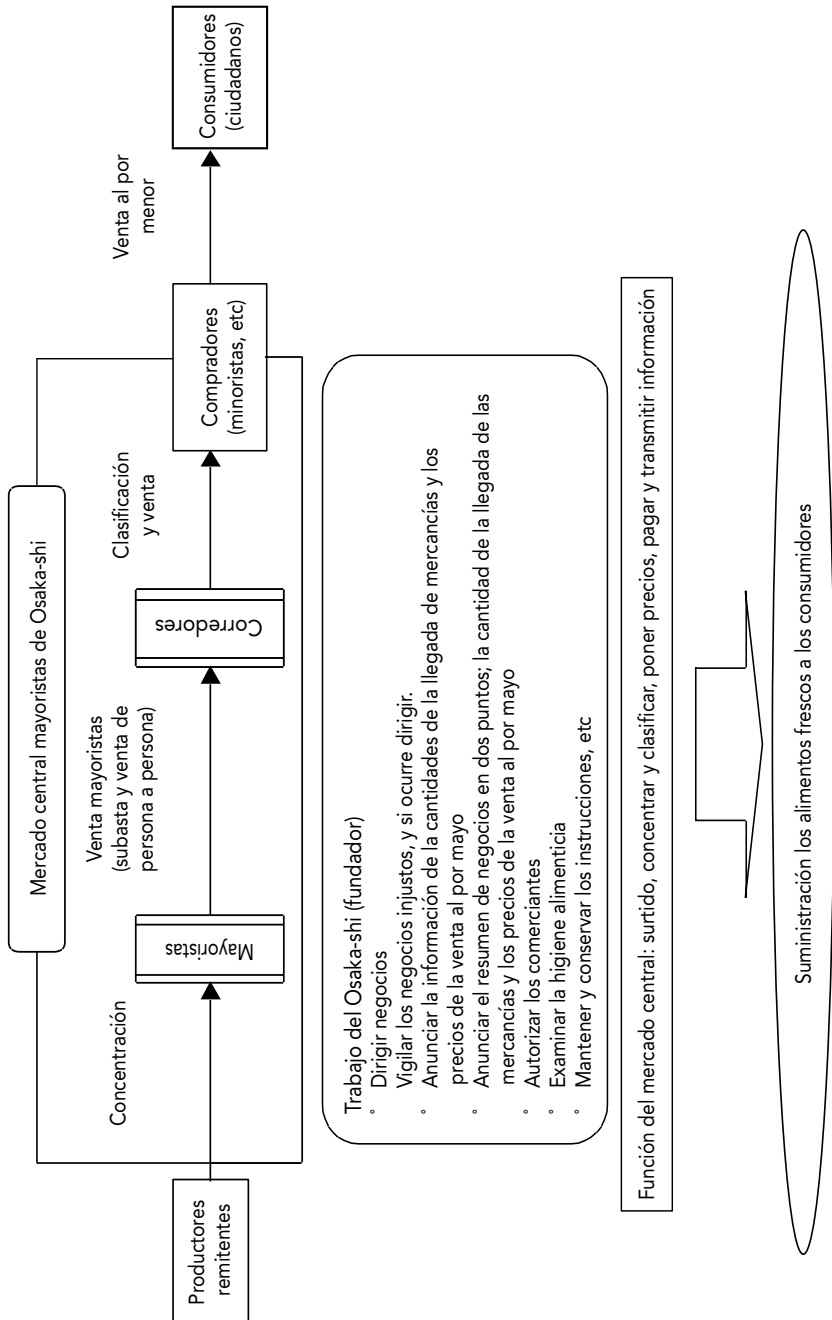 Mercado central mayoristas de Osaka-shi
Productores
remitentes
Concentración
Mayoristas
Venta mayoristas
(subasta y venta de
persona a persona)
Corredores
Clasificación
y venta
Compradores
(minoristas, etc)
Venta al por
menor
Consumidores
(ciudadanos)
Trabajo del Osaka-shi (fundador)
° Dirigir negocios
Vigilar los negocios injustos, y si ocurre dirigir.
° Anunciar la información de la cantidades de la llegada de mercancías y los
precios de la venta al por mayo
° Anunciar el resumen de negocios en dos puntos; la cantidad de la llegada de las
mercancías y los precios de la venta al por mayo
° Autorizar los comerciantes
° Examinar la higiene alimenticia
° Mantener y conservar los instrucciones, etc
Función del mercado central: surtido, concentrar y clasificar, poner precios, pagar y transmitir información
Suministración los alimentos frescos a los consumidores